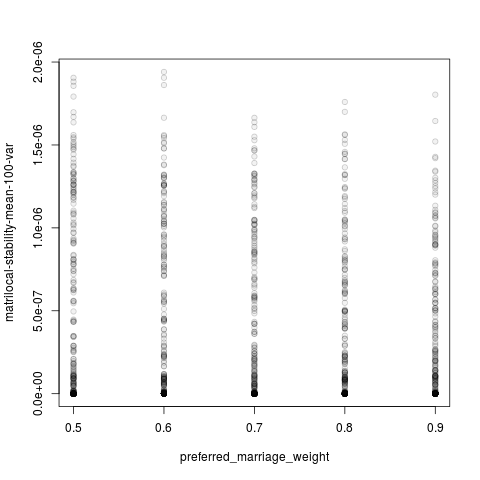 2.0e-06
1.5e-06
1.0e-06
5.0e-07
0.0e+00
matrilocal-stability-mean-100-var
0.5 0.6 0.7 0.8 0.9
preferred_marriage_weight